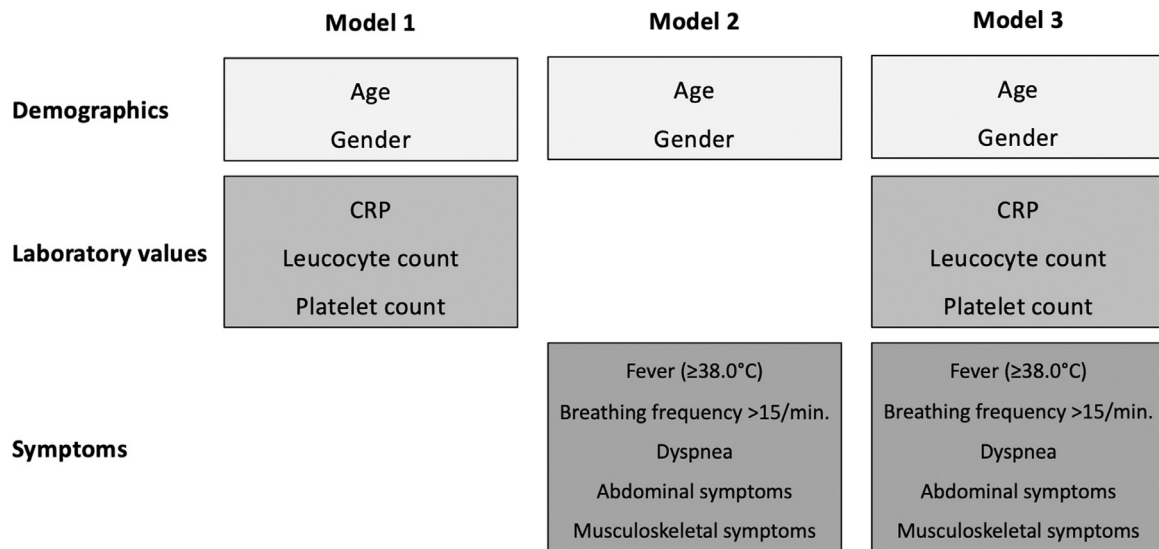 Model 1
Model 2
Model 3
Demographics
Age
Gender
Age
Gender
Age
Gender
Laboratory values
CRP
Leucocyte count
Platelet count
CRP
Leucocyte count
Platelet count
Symptoms
Fever (≥38.0°C)
Breathing frequency >15/min.
Dyspnea
Abdominal symptoms
Musculoskeletal symptoms
Fever (≥38.0°C)
Breathing frequency >15/min.
Dyspnea
Abdominal symptoms
Musculoskeletal symptoms